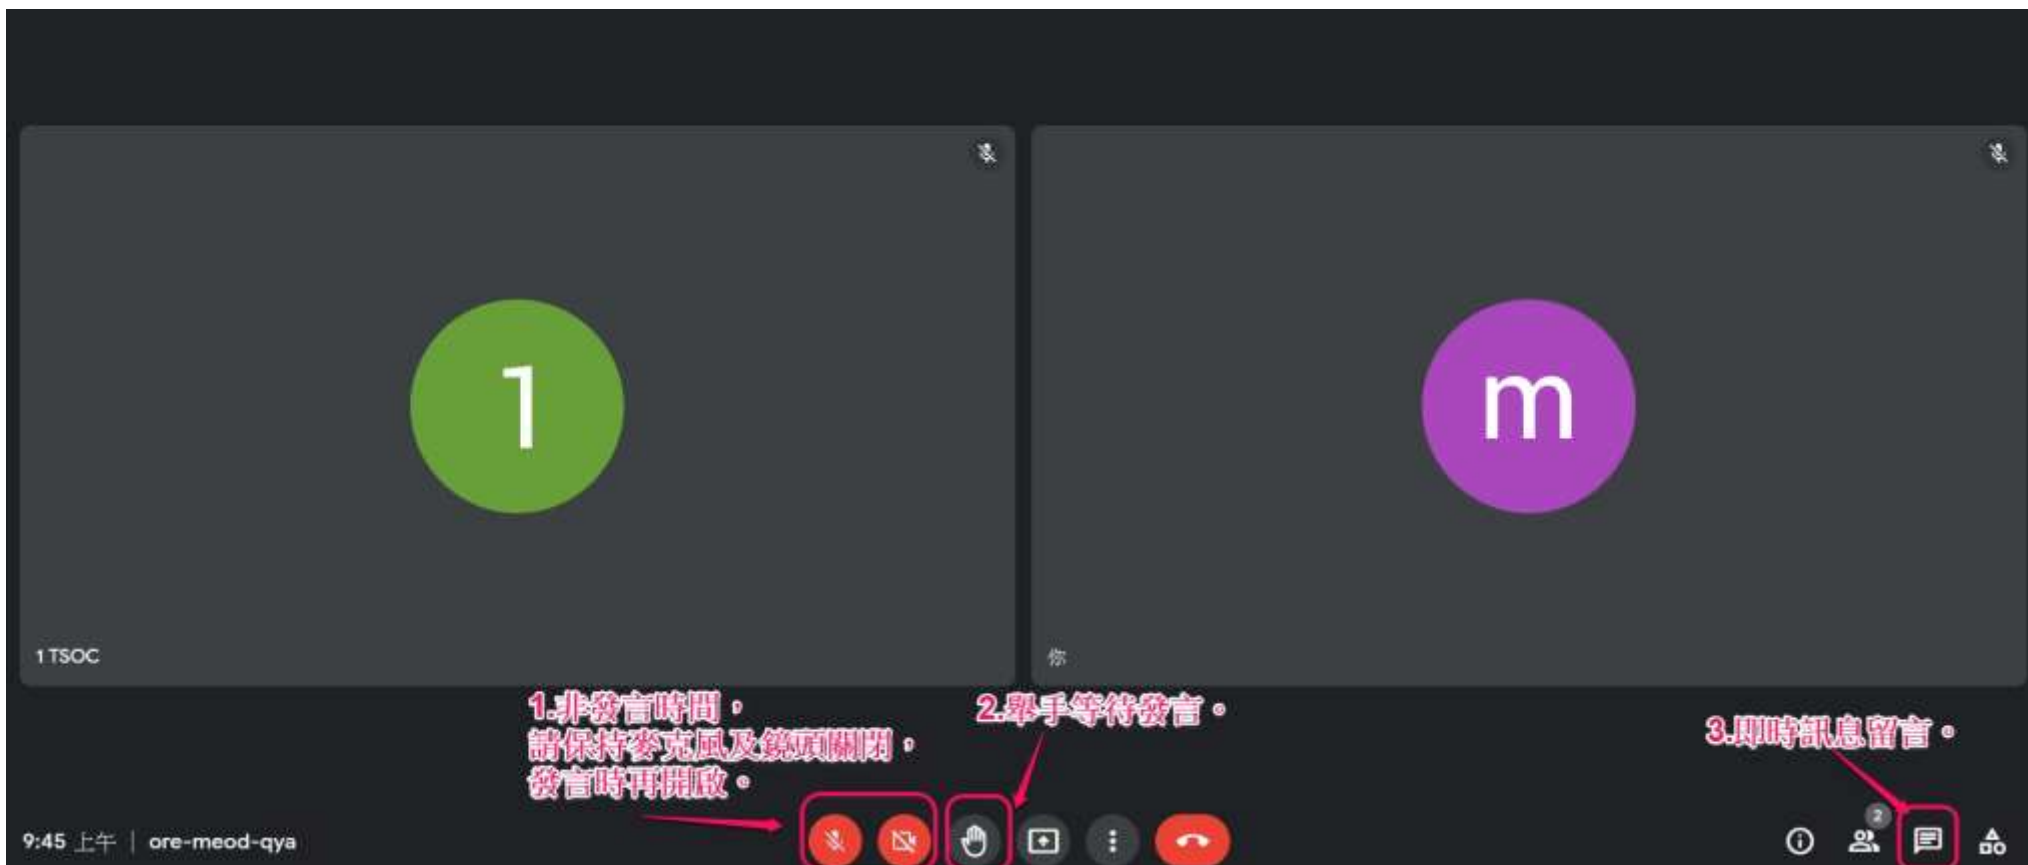 1
m
1 TSOC
你
1.非發言時間，
請保持麥克風及鏡頭關閉，
發言時再開啟。
2.舉手等待發言。
3.即時訊息留言。
9:45 上午 | ore-meod-qya
2